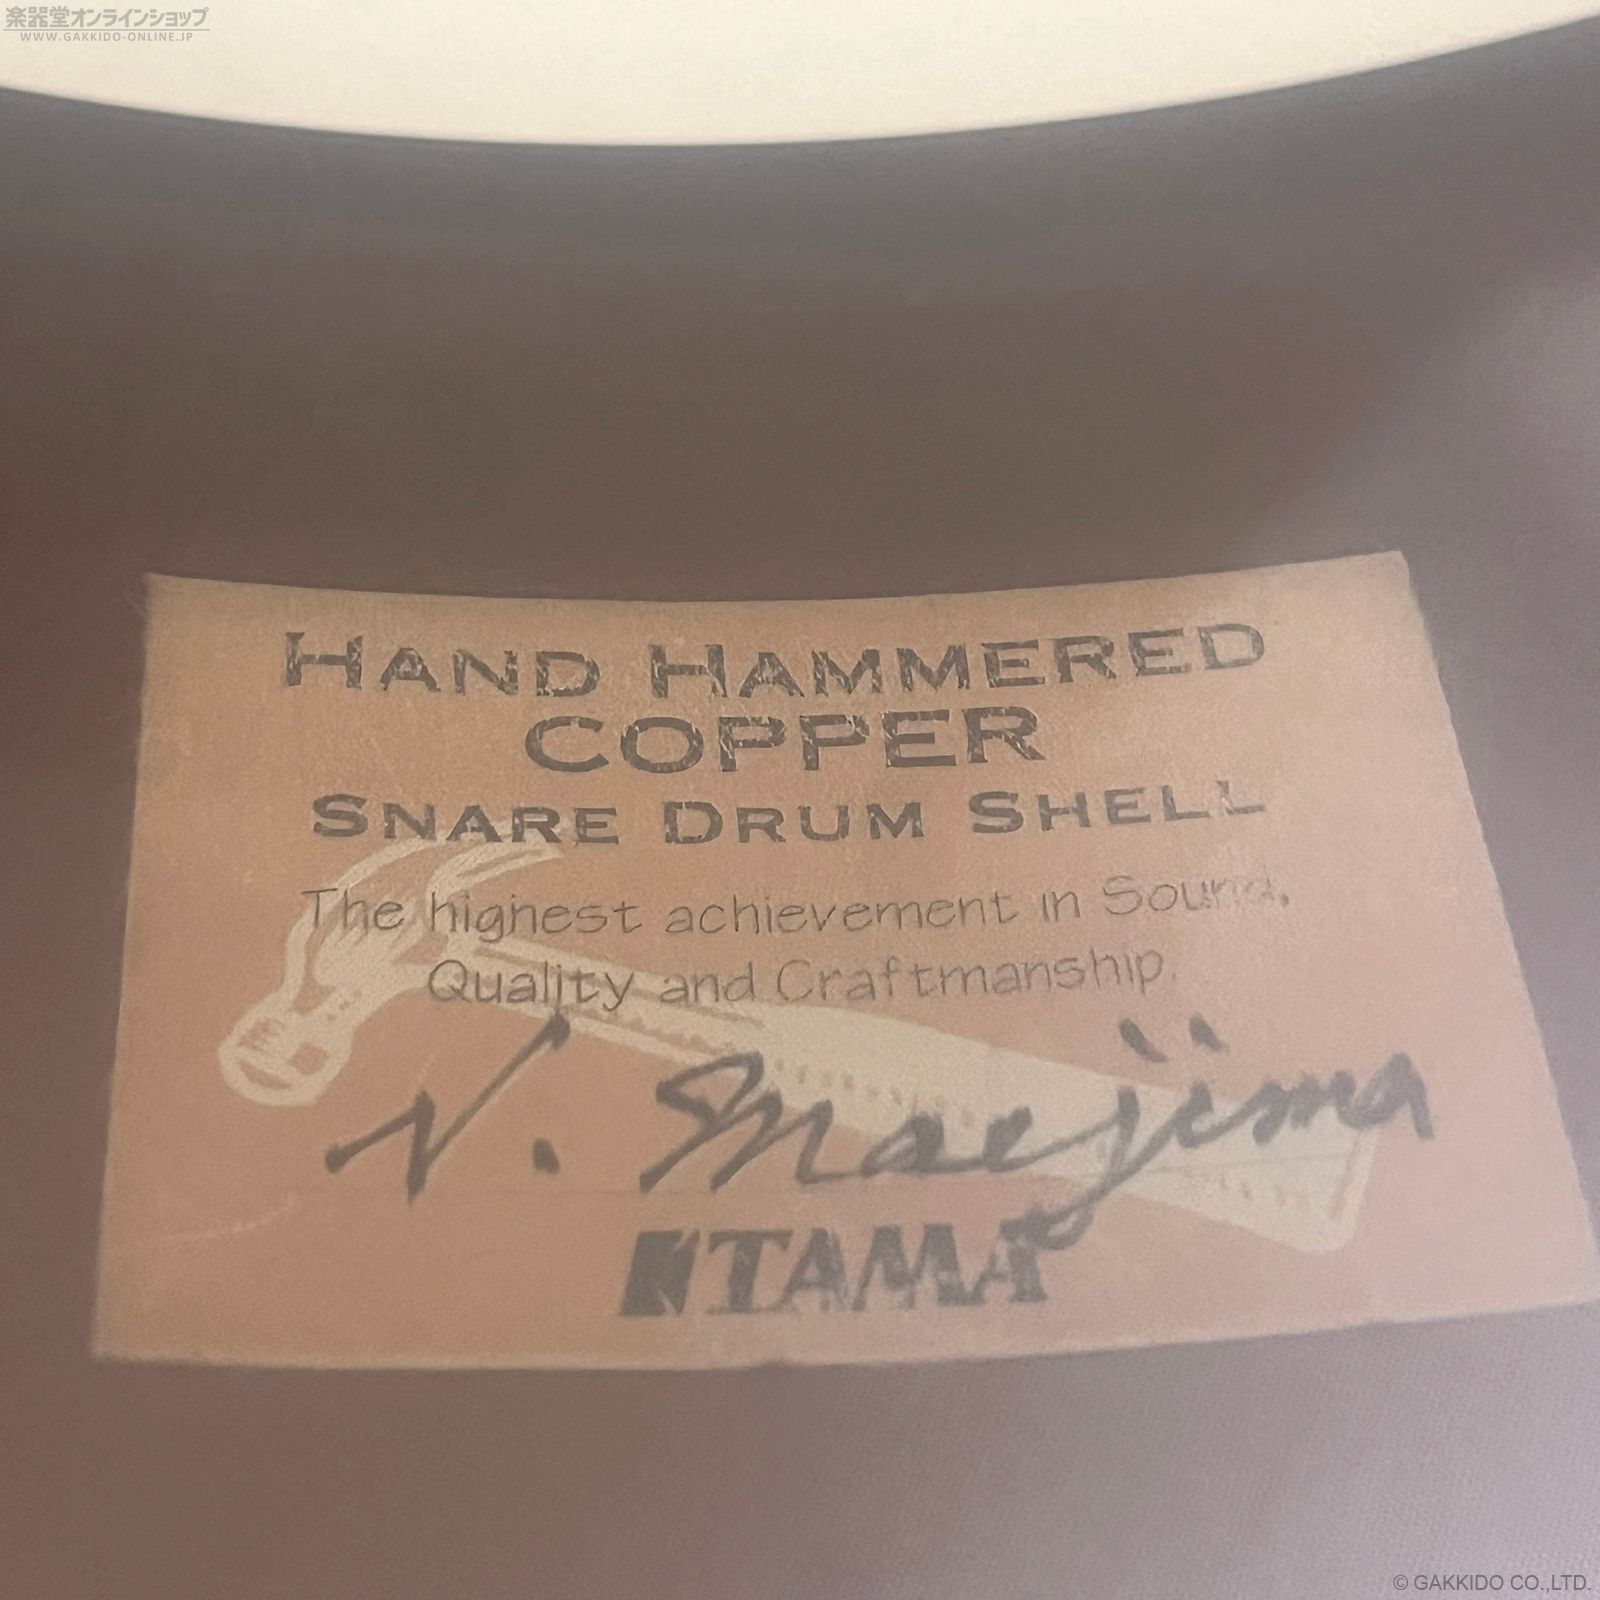 楽器堂オンラインショップ
WWW.GAKKIDO-ONLINE.JP
HAND HAMMERED
COPPER
SNARE DRUM SHELL
The highest achievement in Sound,
Quality and Craftmanship.
N. Maejima
TAMA
© GAKKIDO CO.,LTD.